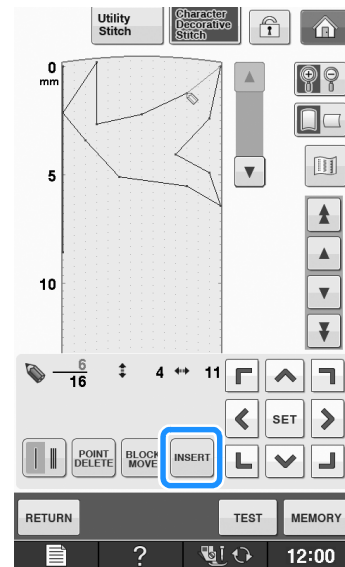 Utility
Stitch
Character
Decorative
Stitch
0
mm
5
10
6
16
4
11
SET
POINT
DELETE
BLOCK
MOVE
INSERT
RETURN
TEST
MEMORY
?
12:00